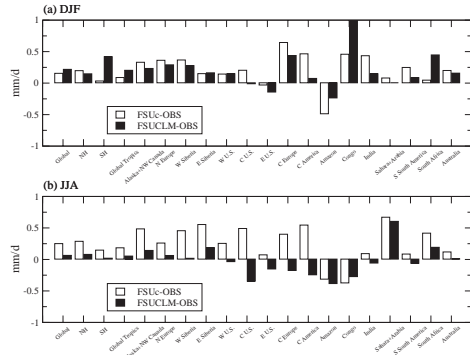 (a) DJF
1
0.5
0
-0.5
-1
mm/d
FSUc-OBS
FSUCLM-OBS
Global
NH
SH
Global Tropics
Alaska+NW Canada
N Europe
W Siberia
E Siberia
W U.S.
C U.S.
E U.S.
C Europe
C America
Amazon
Congo
India
Sahara+Arabia
S South America
South Africa
Australia
(b) JJA
1
0.5
0
-0.5
-1
mm/d
FSUc-OBS
FSUCLM-OBS
Global
NH
SH
Global Tropics
Alaska+NW Canada
N Europe
W Siberia
E Siberia
W U.S.
C U.S.
E U.S.
C Europe
C America
Amazon
Congo
India
Sahara+Arabia
S South America
South Africa
Australia